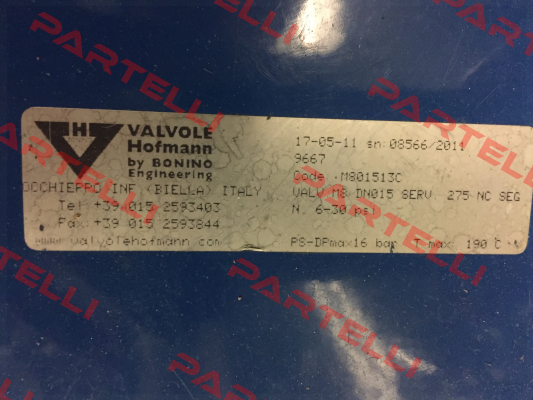 VALVOLE
Hofmann
by BONINO
Engineering
OCCHIEPPO INF. (BIELLA) ITALY
Tel +39 015 2593403
Fax +39 015 2593844
www.valvolehofmann.com
17-05-11 sn 08566/2011
9667
Code M801513C
VALV M8 DN015 SERV. 275 NC SEG
N. 6-30 psi
PS-DPmax16 bar T.max. 190°C
PARTELLI
PARTELLI
PARTELLI
PARTELLI
PARTELLI